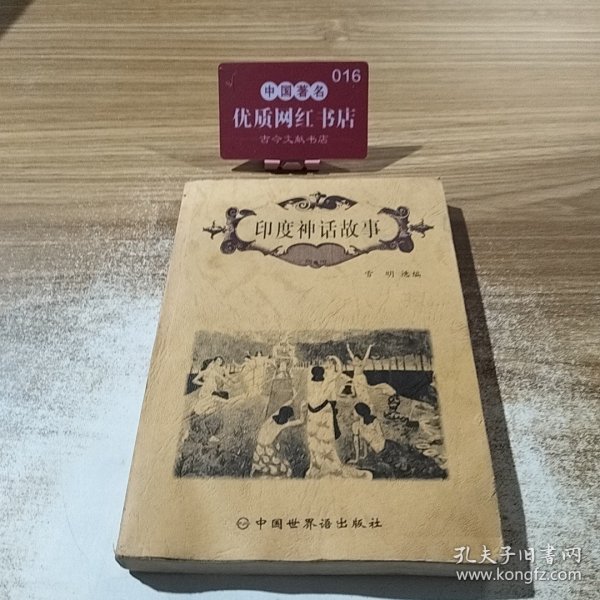 016
中国著名
优质网红书店
古今文献书店
印度神话故事
雪明 选编
中国世界语出版社
孔夫子旧书网
www.kongfz.com